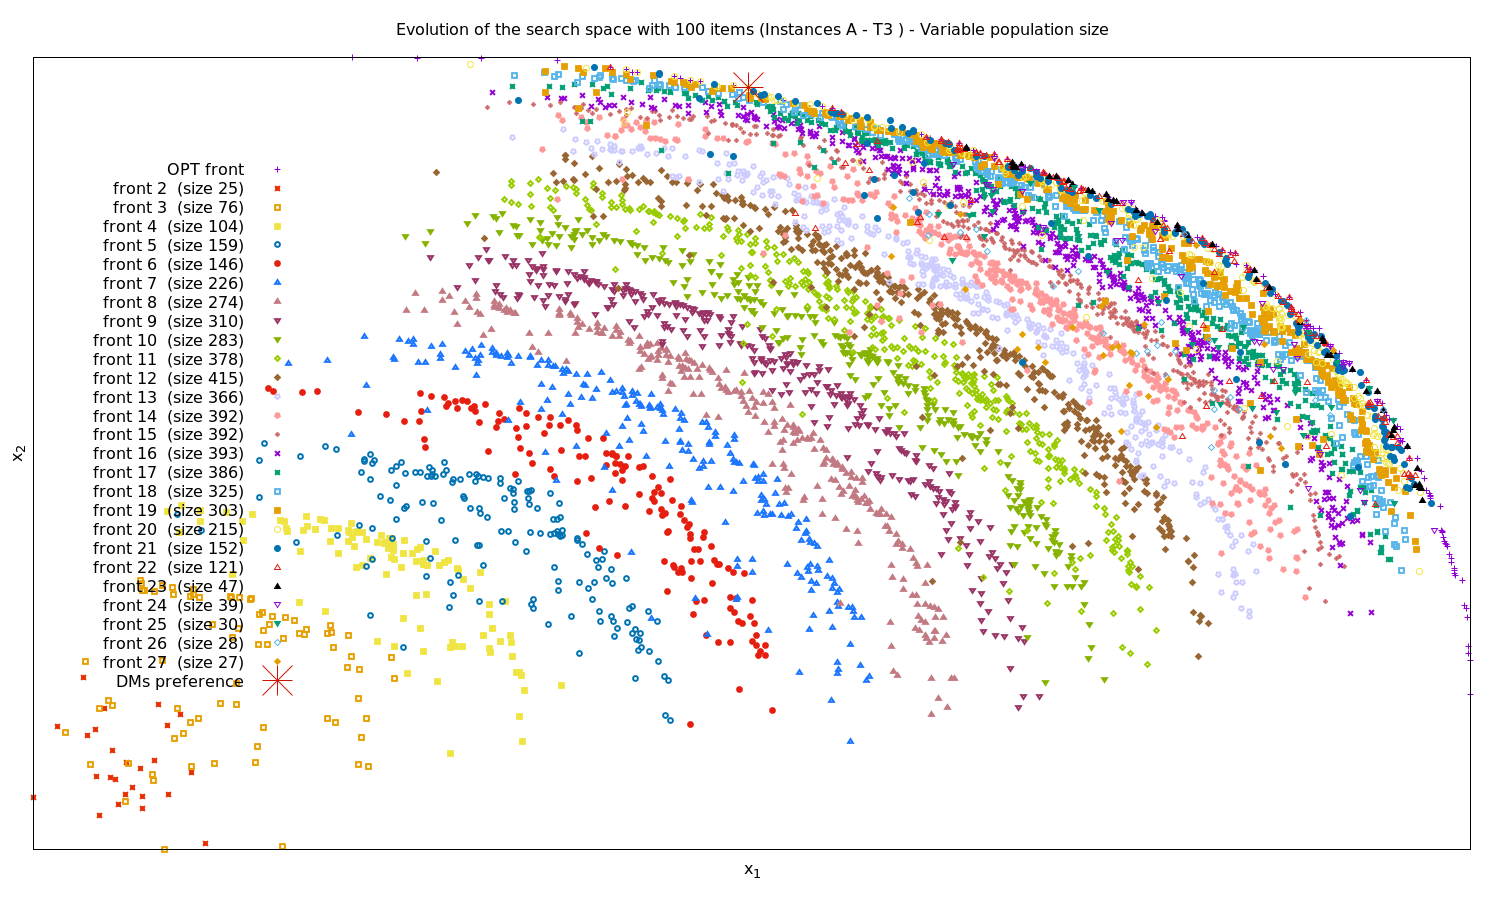 Evolution of the search space with 100 items (Instances A - T3 ) - Variable population size
OPT front
front 2 (size 25)
front 3 (size 76)
front 4 (size 104)
front 5 (size 159)
front 6 (size 146)
front 7 (size 226)
front 8 (size 274)
front 9 (size 310)
front 10 (size 283)
front 11 (size 378)
front 12 (size 415)
front 13 (size 366)
front 14 (size 392)
front 15 (size 392)
front 16 (size 393)
front 17 (size 386)
front 18 (size 325)
front 19 (size 303)
front 20 (size 215)
front 21 (size 152)
front 22 (size 121)
front 23 (size 47)
front 24 (size 39)
front 25 (size 30)
front 26 (size 28)
front 27 (size 27)
DMs preference
x2
x1